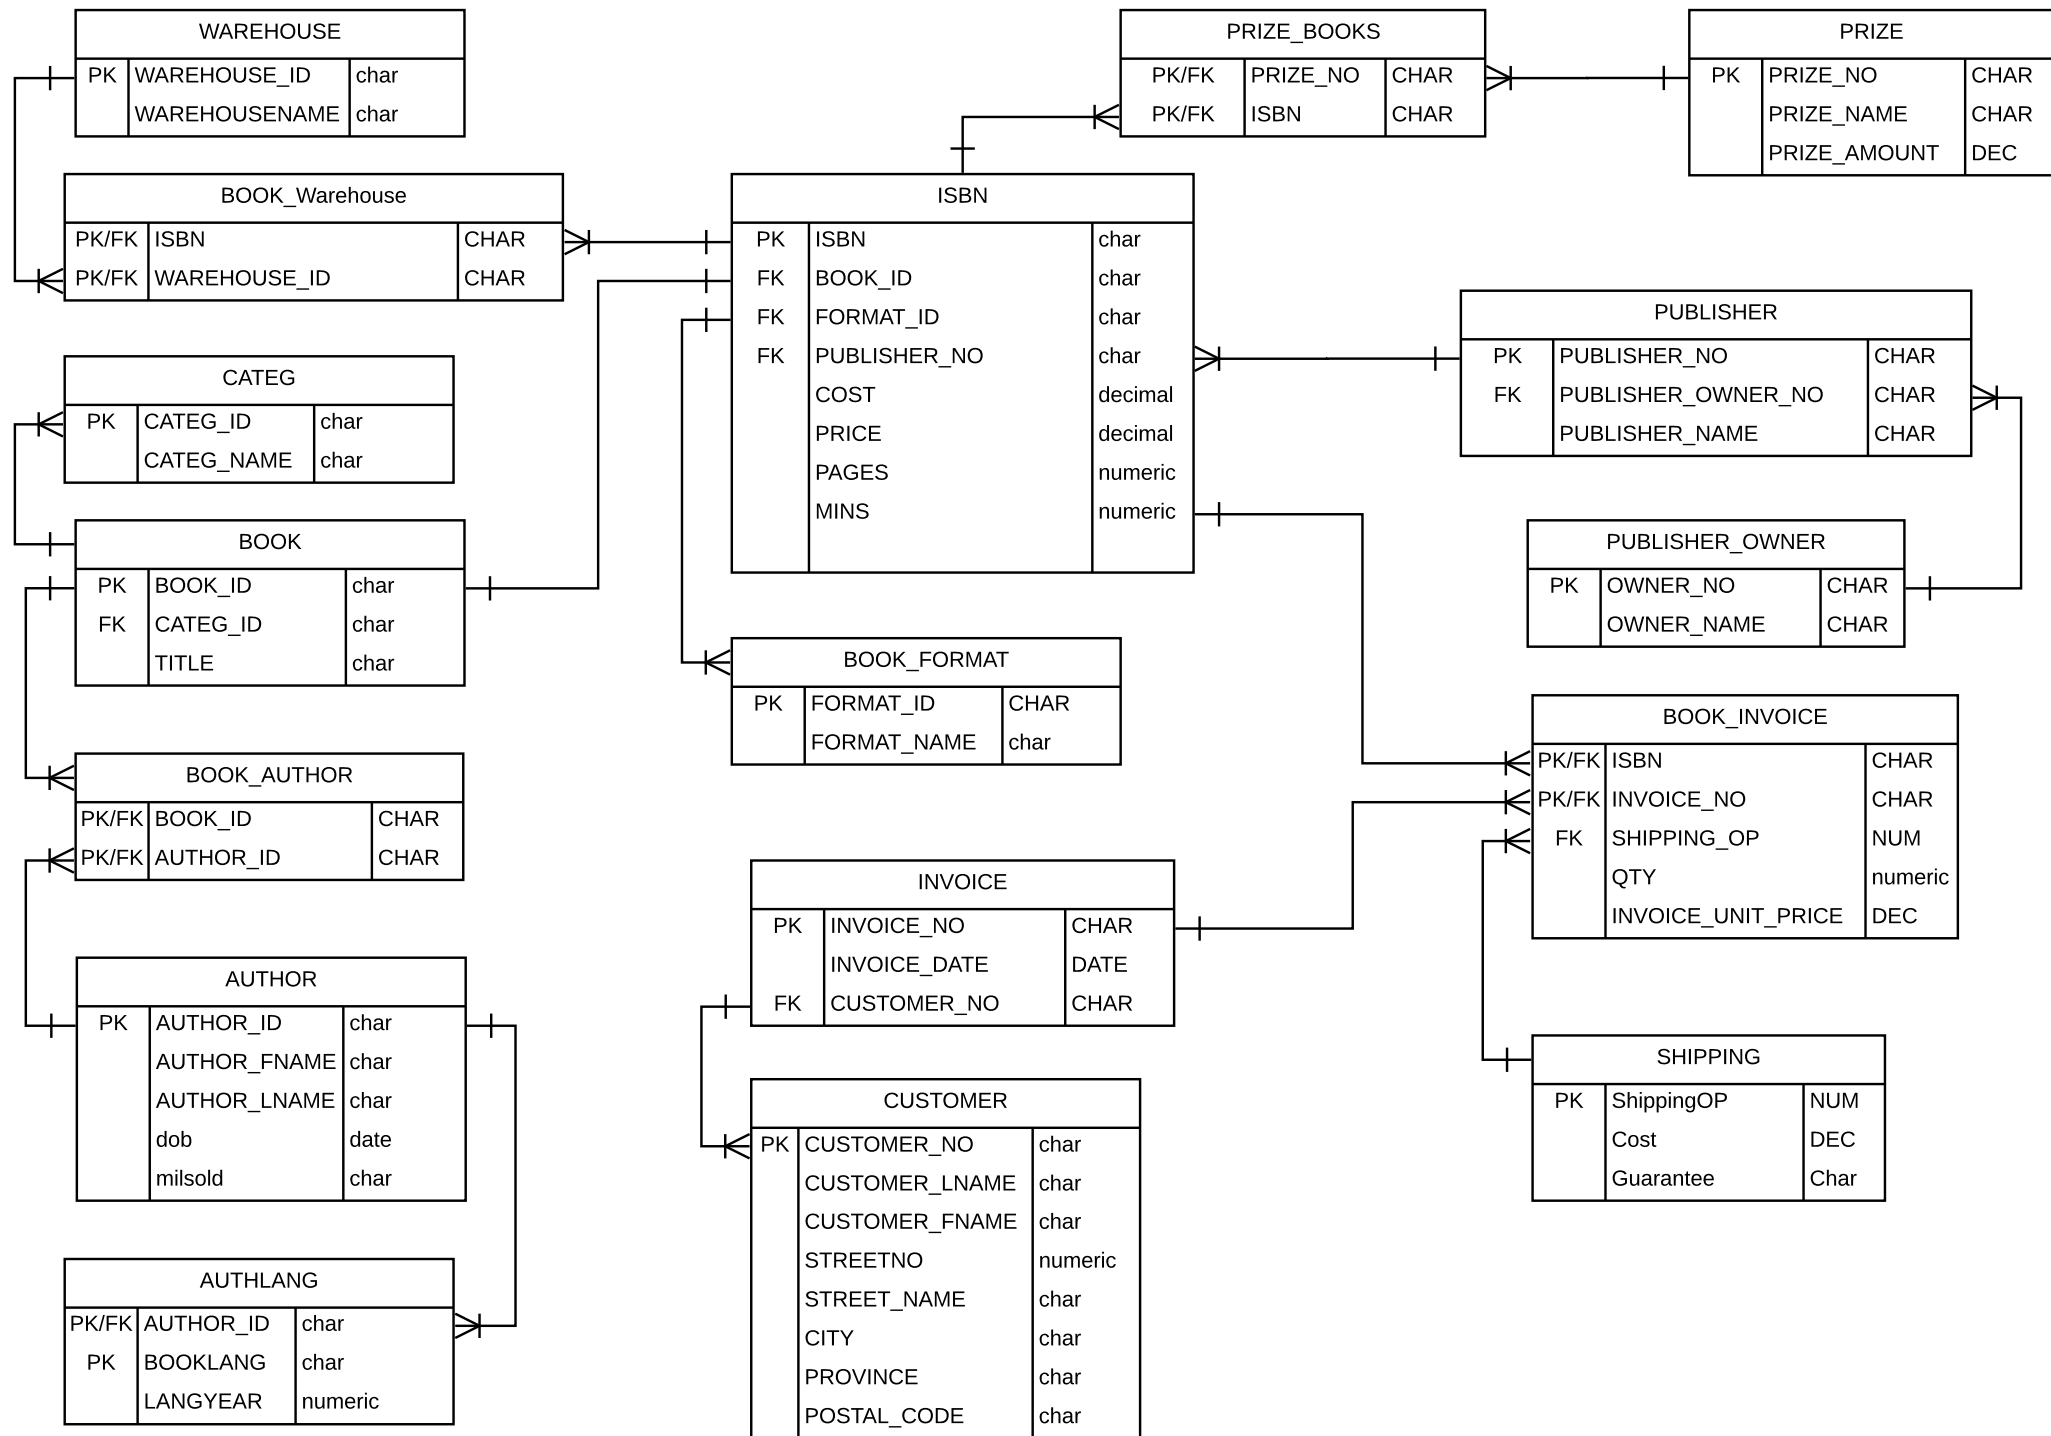 WAREHOUSE
PK WAREHOUSE_ID char
WAREHOUSENAME char
BOOK_Warehouse
PK/FK ISBN CHAR
PK/FK WAREHOUSE_ID CHAR
CATEG
PK CATEG_ID char
CATEG_NAME char
BOOK
PK BOOK_ID char
FK CATEG_ID char
TITLE char
BOOK_AUTHOR
PK/FK BOOK_ID CHAR
PK/FK AUTHOR_ID CHAR
AUTHOR
PK AUTHOR_ID char
AUTHOR_FNAME char
AUTHOR_LNAME char
dob date
milsold char
AUTHLANG
PK/FK AUTHOR_ID char
PK BOOKLANG char
LANGYEAR numeric
ISBN
PK ISBN char
FK BOOK_ID char
FK FORMAT_ID char
FK PUBLISHER_NO char
COST decimal
PRICE decimal
PAGES numeric
MINS numeric
BOOK_FORMAT
PK FORMAT_ID CHAR
FORMAT_NAME char
INVOICE
PK INVOICE_NO CHAR
INVOICE_DATE DATE
FK CUSTOMER_NO CHAR
CUSTOMER
PK CUSTOMER_NO char
CUSTOMER_LNAME char
CUSTOMER_FNAME char
STREETNO numeric
STREET_NAME char
CITY char
PROVINCE char
POSTAL_CODE char
PRIZE_BOOKS
PK/FK PRIZE_NO CHAR
PK/FK ISBN CHAR
PRIZE
PK PRIZE_NO CHAR
PRIZE_NAME CHAR
PRIZE_AMOUNT DEC
PUBLISHER
PK PUBLISHER_NO CHAR
FK PUBLISHER_OWNER_NO CHAR
PUBLISHER_NAME CHAR
PUBLISHER_OWNER
PK OWNER_NO CHAR
OWNER_NAME CHAR
BOOK_INVOICE
PK/FK ISBN CHAR
PK/FK INVOICE_NO CHAR
FK SHIPPING_OP NUM
QTY numeric
INVOICE_UNIT_PRICE DEC
SHIPPING
PK ShippingOP NUM
Cost DEC
Guarantee Char